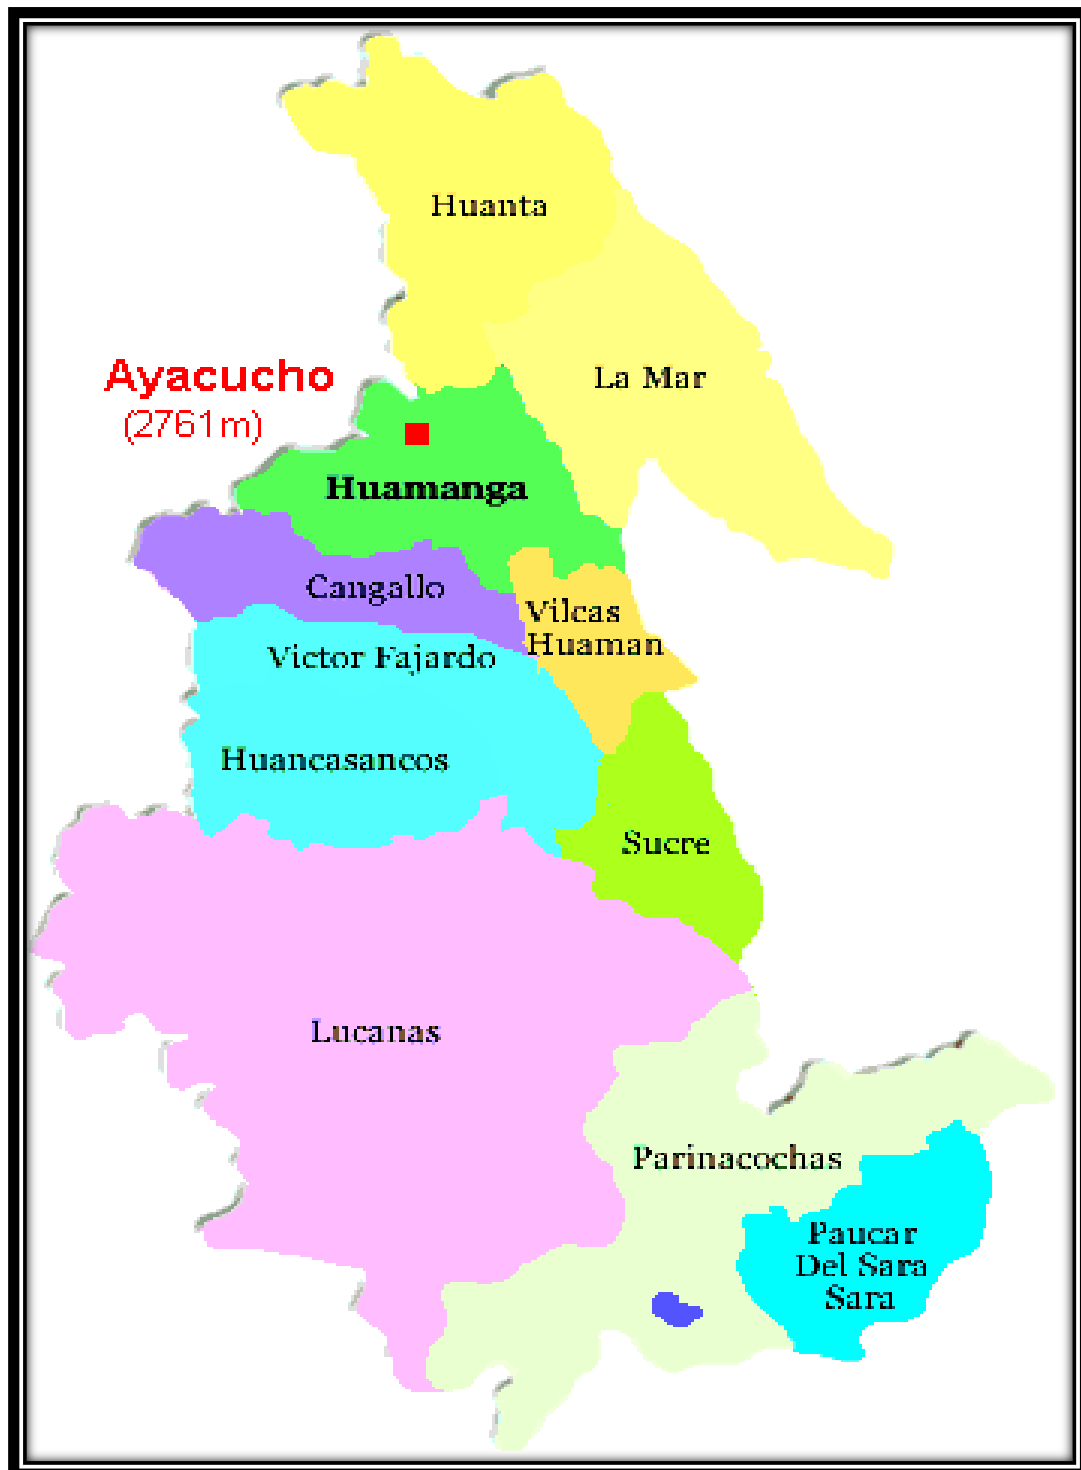 Huanta
La Mar
Ayacucho
(2761m)
Huamanga
Cangallo
Vilcas
Huaman
Victor Fajardo
Huancasancos
Sucre
Lucanas
Parinacochas
Paucar
Del Sara
Sara